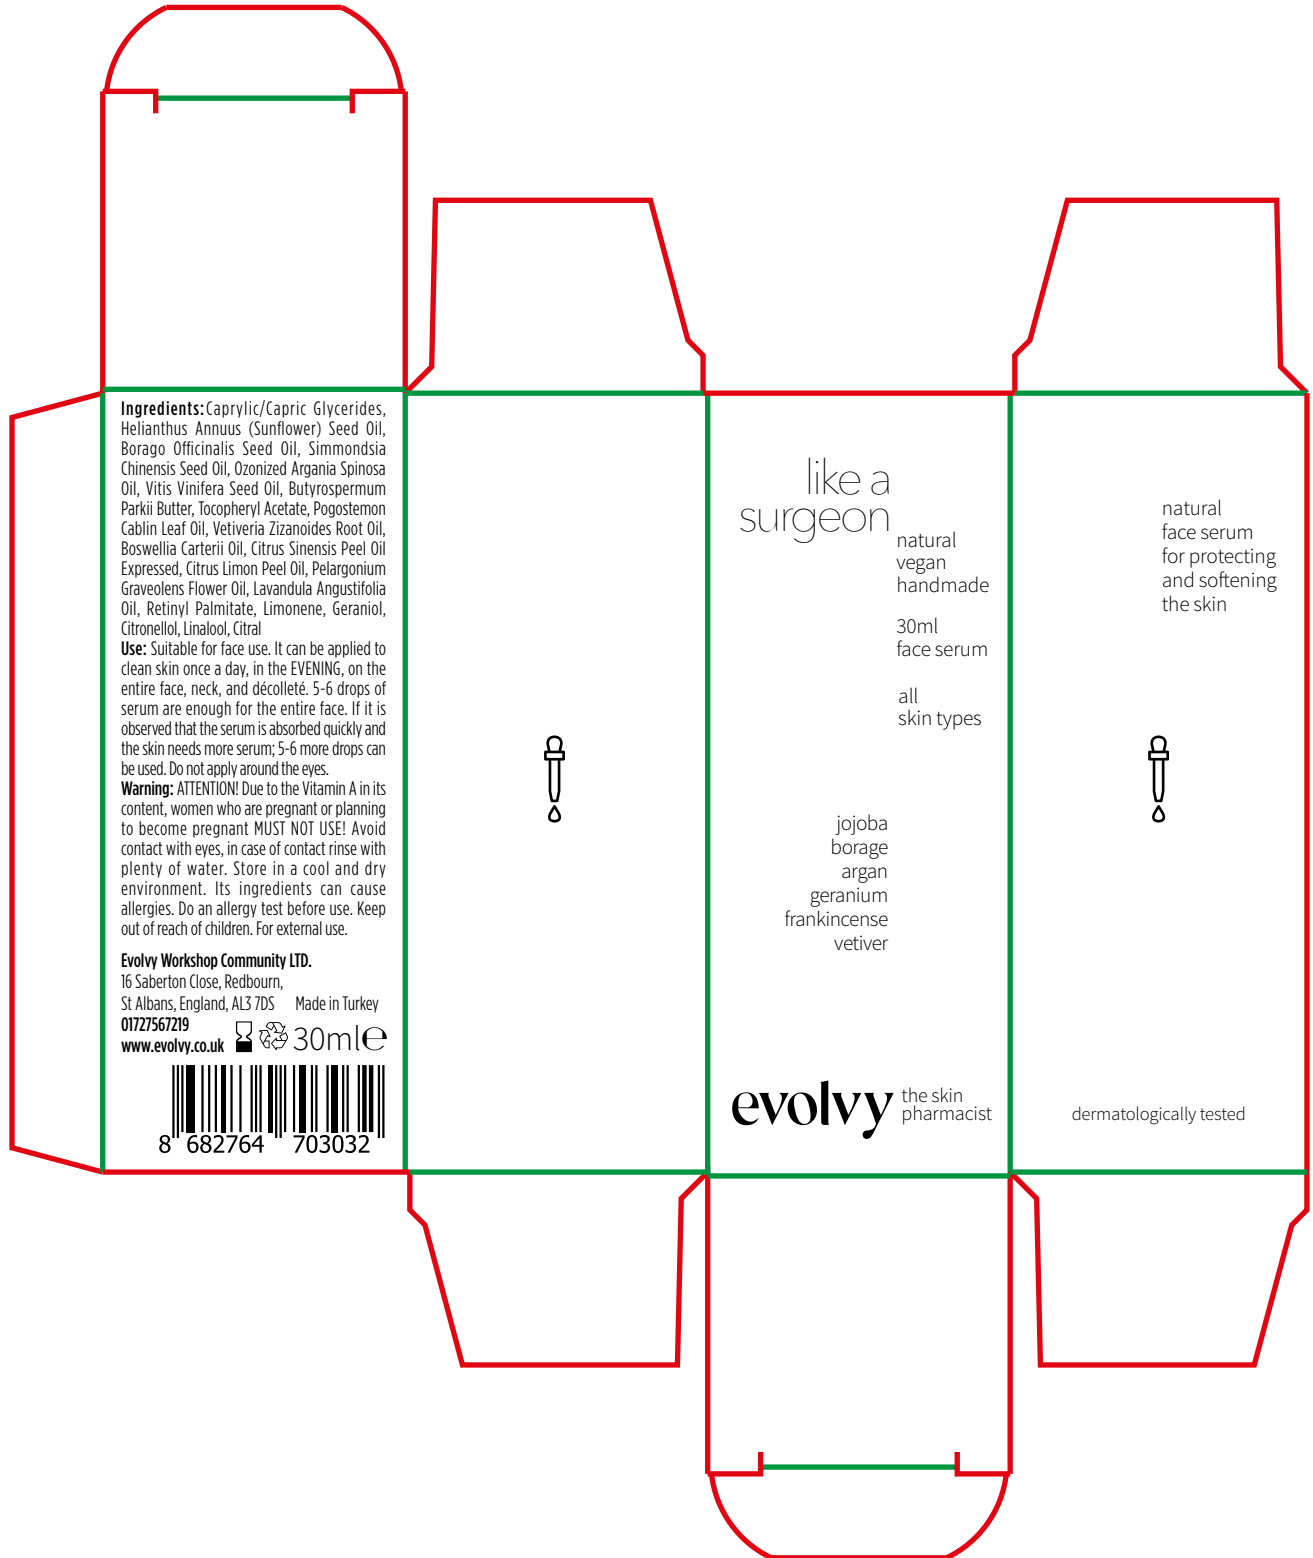 Ingredients: Caprylic/Capric Glycerides,
Helianthus Annuus (Sunflower) Seed Oil,
Borago Officinalis Seed Oil, Simmondsia
Chinensis Seed Oil, Ozonized Argania Spinosa
Oil, Vitis Vinifera Seed Oil, Butyrospermum
Parkii Butter, Tocopheryl Acetate, Pogostemon
Cablin Leaf Oil, Vetiveria Zizanoides Root Oil,
Boswellia Carterii Oil, Citrus Sinensis Peel Oil
Expressed, Citrus Limon Peel Oil, Pelargonium
Graveolens Flower Oil, Lavandula Angustifolia
Oil, Retinyl Palmitate, Limonene, Geraniol,
Citronellol, Linalool, Citral
Use: Suitable for face use. It can be applied to
clean skin once a day, in the EVENING, on the
entire face, neck, and décolleté. 5-6 drops of
serum are enough for the entire face. If it is
observed that the serum is absorbed quickly and
the skin needs more serum; 5-6 more drops can
be used. Do not apply around the eyes.
Warning: ATTENTION! Due to the Vitamin A in its
content, women who are pregnant or planning
to become pregnant MUST NOT USE! Avoid
contact with eyes, in case of contact rinse with
plenty of water. Store in a cool and dry
environment. Its ingredients can cause
allergies. Do an allergy test before use. Keep
out of reach of children. For external use.
Evolvy Workshop Community LTD.
16 Saberton Close, Redbourn,
St Albans, England, AL3 7DS Made in Turkey
01727567219
www.evolvy.co.uk 30ml℮
8 682764 703032
like a
surgeon
natural
vegan
handmade
30ml
face serum
all
skin types
jojoba
borage
argan
geranium
frankincense
vetiver
evolvy
the skin
pharmacist
natural
face serum
for protecting
and softening
the skin
dermatologically tested